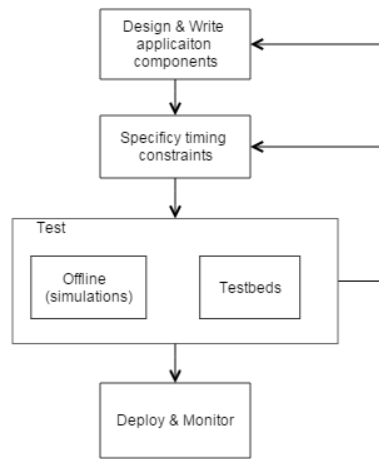 Design & Write
applicaiton
components
Specificy timing
constraints
Test
Offline
(simulations)
Testbeds
Deploy & Monitor